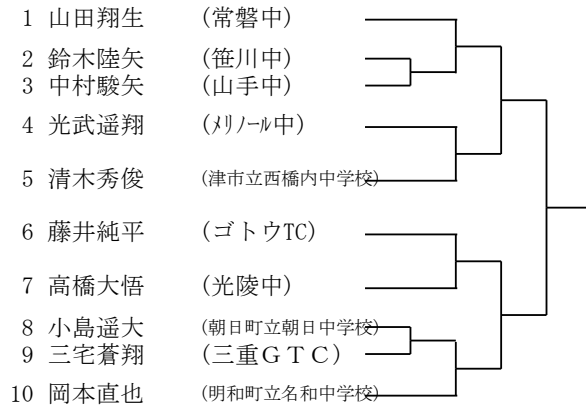 1 山田翔生 (常磐中)
2 鈴木陸矢 (笹川中)
3 中村駿矢 (山手中)
4 光武遥翔 (ﾒﾘﾉｰﾙ中)
5 清木秀俊 (津市立西橋内中学校)
6 藤井純平 (ゴトウTC)
7 高橋大悟 (光陵中)
8 小島遥大 (朝日町立朝日中学校)
9 三宅蒼翔 (三重ＧＴＣ)
10 岡本直也 (明和町立名和中学校)